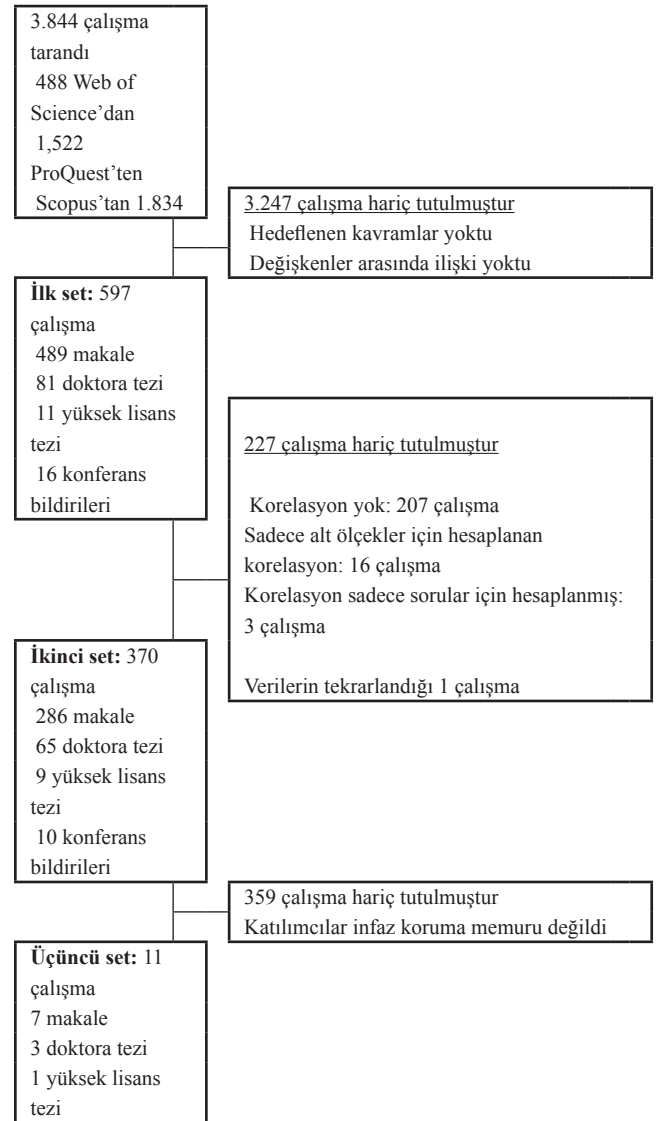 3.844 çalışma
tarandı
488 Web of
Science’dan
1,522
ProQuest’ten
Scopus’tan 1.834
3.247 çalışma hariç tutulmuştur
Hedeflenen kavramlar yoktu
Değişkenler arasında ilişki yoktu
İlk set: 597
çalışma
489 makale
81 doktora tezi
11 yüksek lisans
tezi
16 konferans
bildirileri
227 çalışma hariç tutulmuştur
Korelasyon yok: 207 çalışma
Sadece alt ölçekler için hesaplanan
korelasyon: 16 çalışma
Korelasyon sadece sorular için hesaplanmış:
3 çalışma
Verilerin tekrarlandığı 1 çalışma
İkinci set: 370
çalışma
286 makale
65 doktora tezi
9 yüksek lisans
tezi
10 konferans
bildirileri
359 çalışma hariç tutulmuştur
Katılımcılar infaz koruma memuru değildi
Üçüncü set: 11
çalışma
7 makale
3 doktora tezi
1 yüksek lisans
tezi